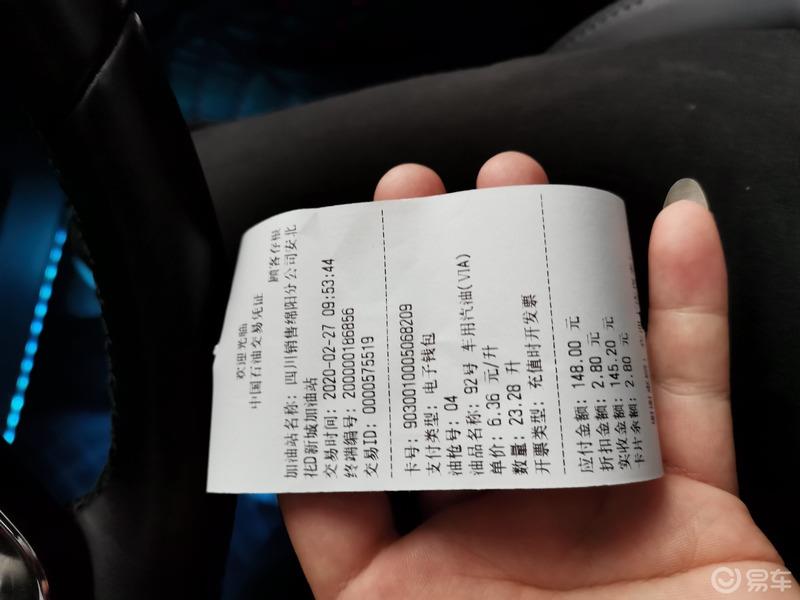 欢迎光临
中国石油交易凭证
顾客存根
加油站名称: 四川销售绵阳分公司安北
花D新城加油站
交易时间: 2020-02-27 09:53:44
终端编号: 200000186856
交易ID: 0000575519
卡号: 9030010005068209
支付类型: 电子钱包
油枪号: 04
油品名称: 92号 车用汽油(ⅥA)
单价: 6.36 元/升
数量: 23.28 升
开票类型: 充值时开发票
应付金额: 148.00 元
折扣金额: 2.80 元
实收金额: 145.20 元
卡片余额: 2.80
易车